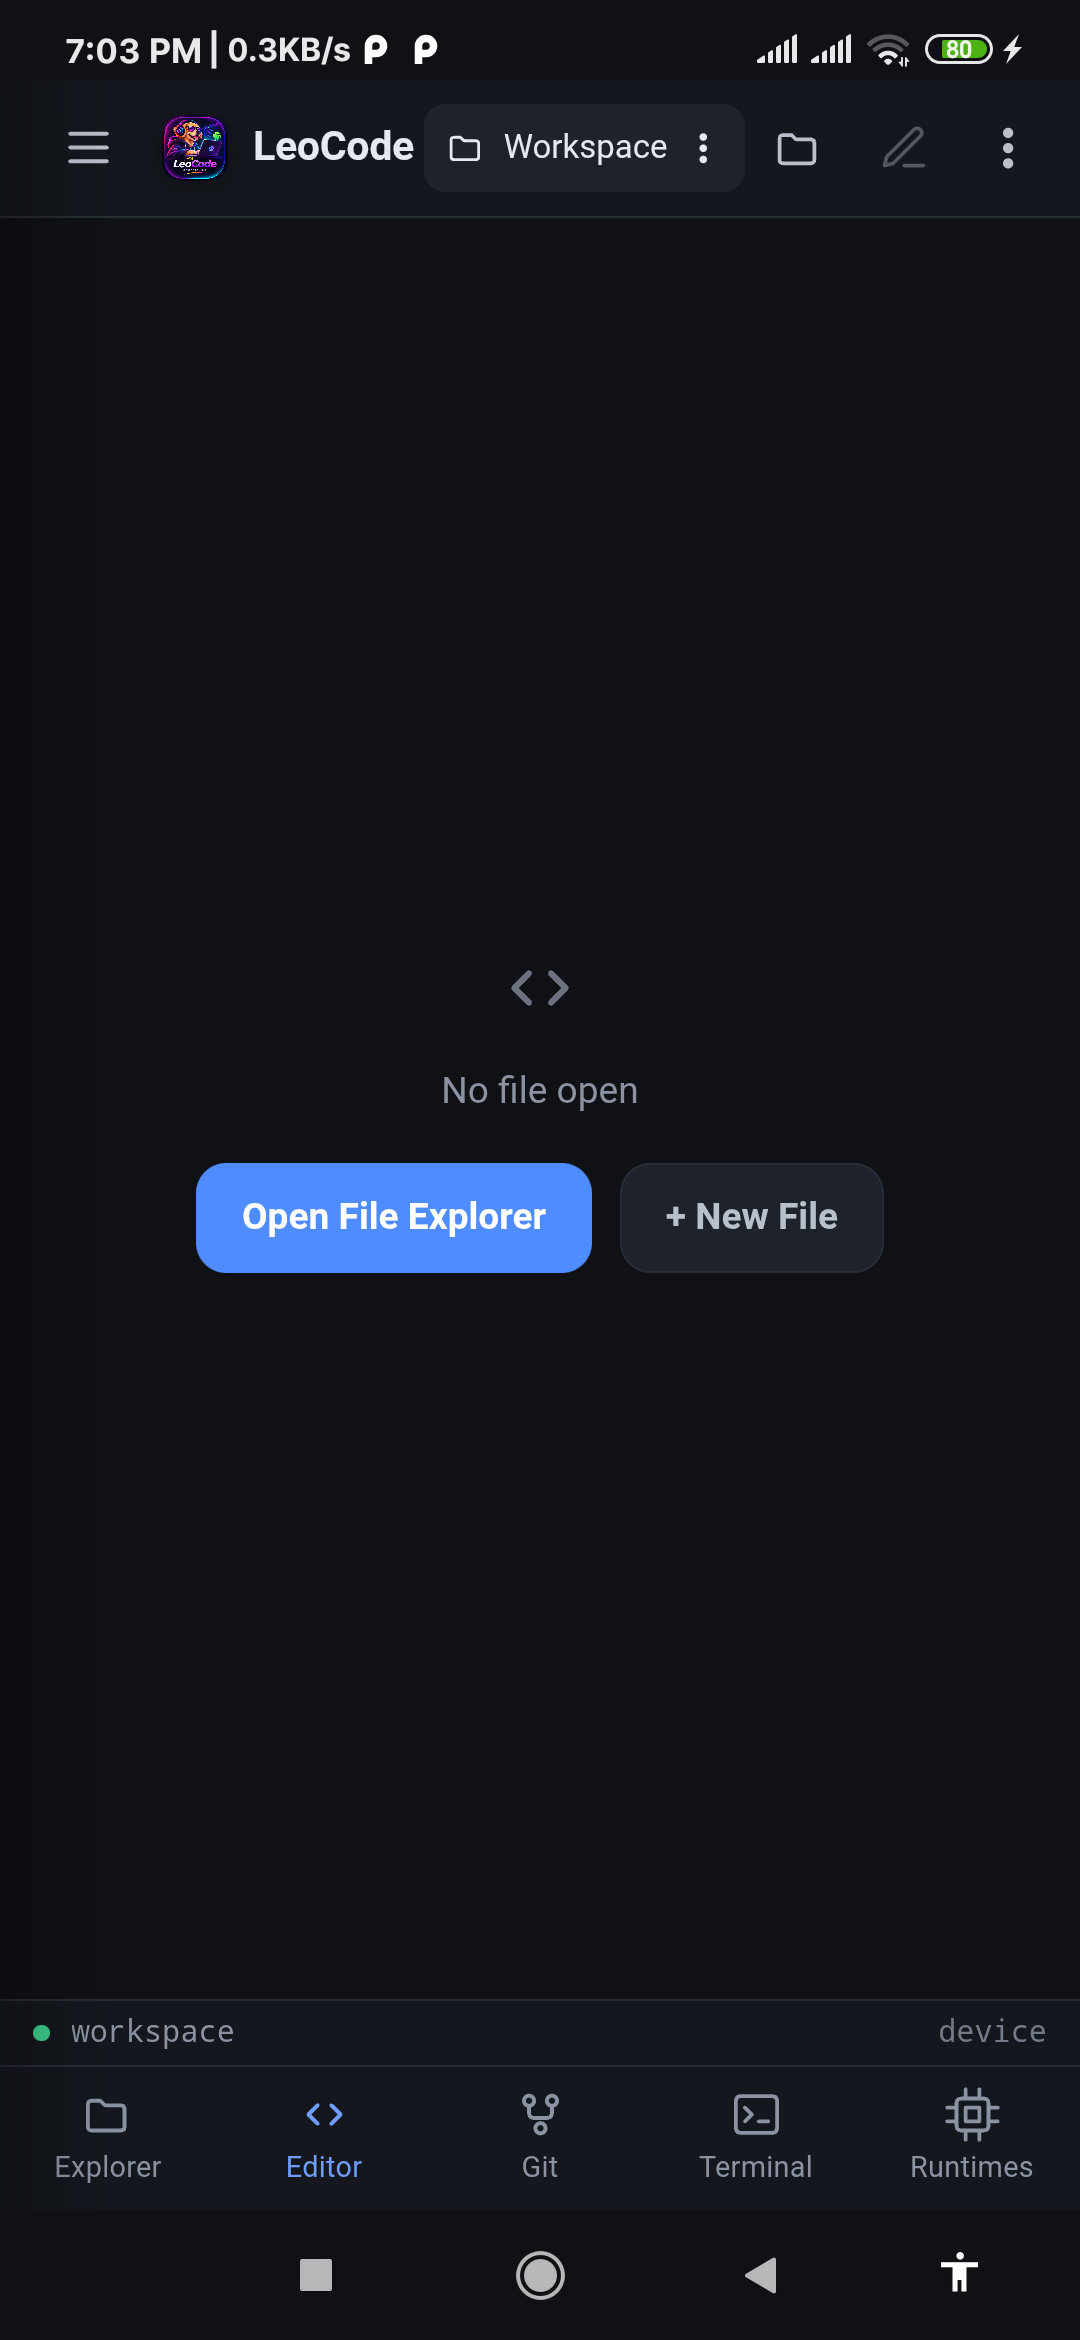 7:03 PM | 0.3KB/s
80
LeoCode
LeoCode
Workspace
No file open
Open File Explorer
+ New File
workspace
device
Explorer
Editor
Git
Terminal
Runtimes